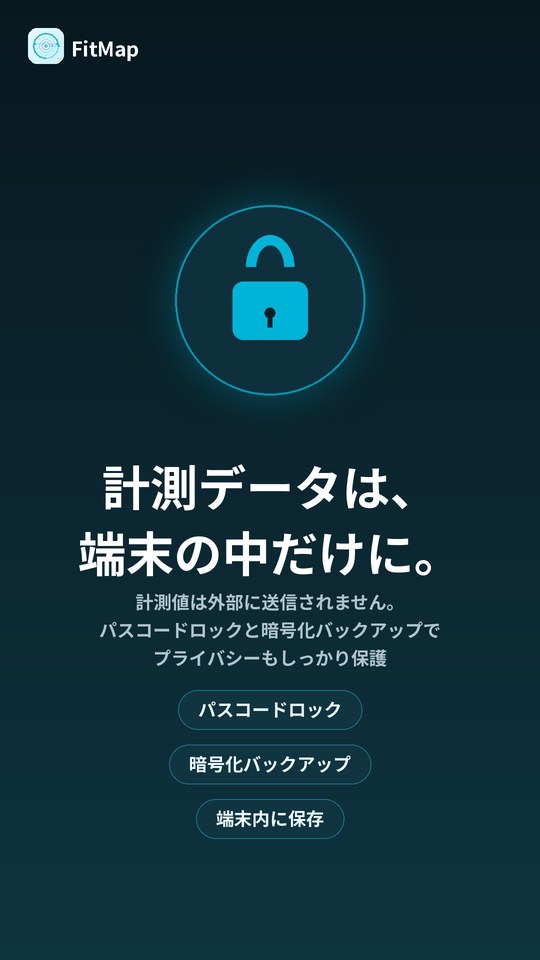 FitMap
計測データは、
端末の中だけに。
計測値は外部に送信されません。
パスコードロックと暗号化バックアップで
プライバシーもしっかり保護
パスコードロック
暗号化バックアップ
端末内に保存